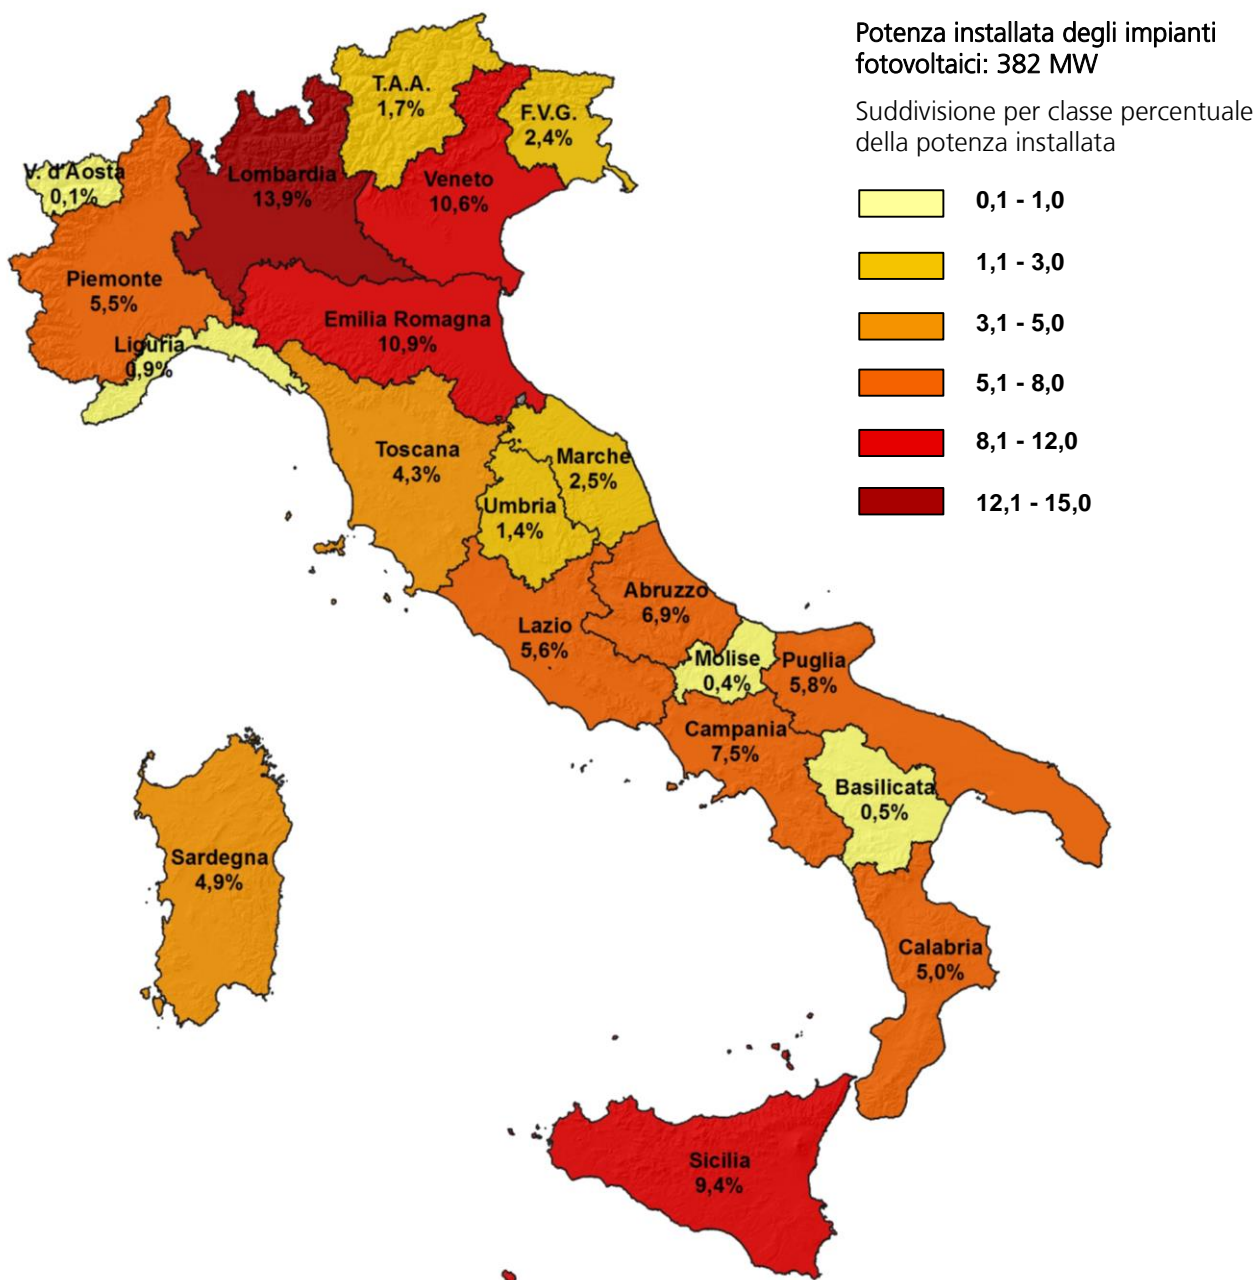 Potenza installata degli impianti
fotovoltaici: 382 MW
Suddivisione per classe percentuale
della potenza installata
0,1 - 1,0
1,1 - 3,0
3,1 - 5,0
5,1 - 8,0
8,1 - 12,0
12,1 - 15,0
T.A.A.
1,7%
F.V.G.
2,4%
V. d'Aosta
0,1%
Lombardia
13,9%
Veneto
10,6%
Piemonte
5,5%
Emilia Romagna
10,9%
Liguria
0,9%
Toscana
4,3%
Marche
2,5%
Umbria
1,4%
Abruzzo
6,9%
Lazio
5,6%
Molise
0,4%
Puglia
5,8%
Campania
7,5%
Basilicata
0,5%
Sardegna
4,9%
Calabria
5,0%
Sicilia
9,4%